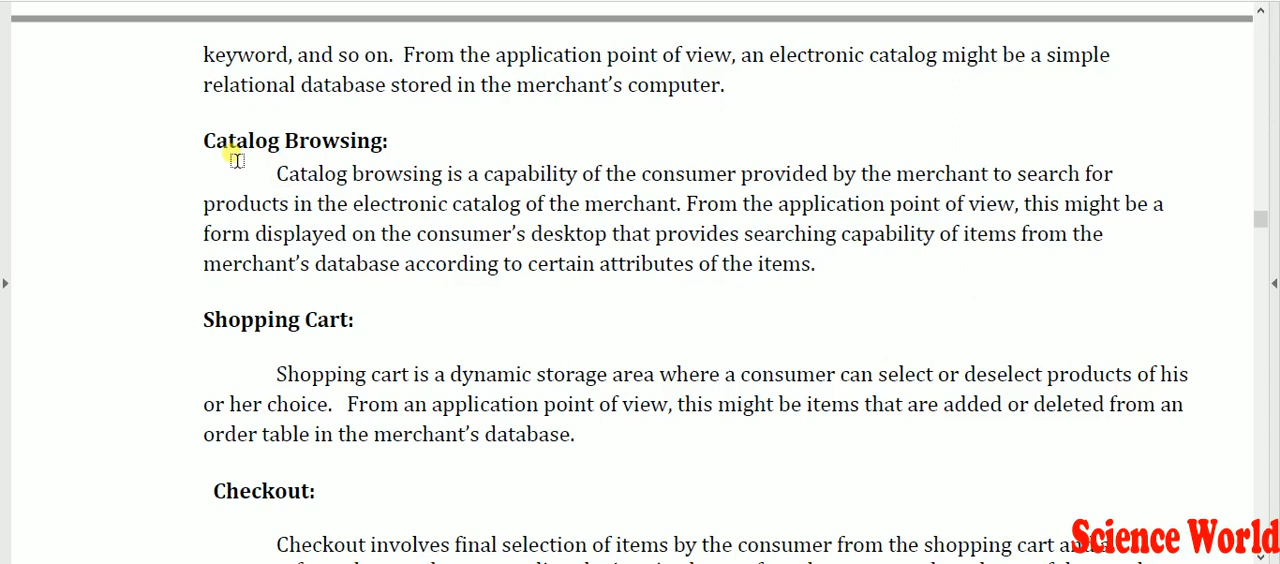 keyword, and so on.  From the application point of view, an electronic catalog might be a simple
relational database stored in the merchant’s computer.
Catalog Browsing:
Catalog browsing is a capability of the consumer provided by the merchant to search for
products in the electronic catalog of the merchant. From the application point of view, this might be a
form displayed on the consumer’s desktop that provides searching capability of items from the
merchant’s database according to certain attributes of the items.
Shopping Cart:
Shopping cart is a dynamic storage area where a consumer can select or deselect products of his
or her choice.   From an application point of view, this might be items that are added or deleted from an
order table in the merchant’s database.
Checkout:
Checkout involves final selection of items by the consumer from the shopping cart and a
Science World